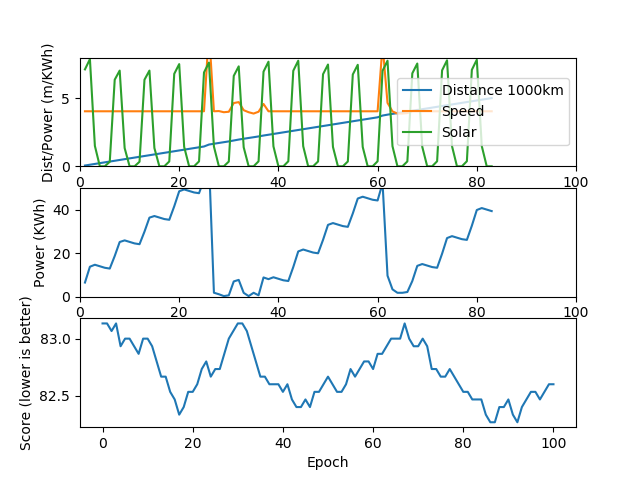 Dist/Power (m/KWh)
5
0
Distance 1000km
Speed
Solar
0 20 40 60 80 100
Power (KWh)
40
20
0
0 20 40 60 80 100
Score (lower is better)
83.0
82.5
0 20 40 60 80 100
Epoch